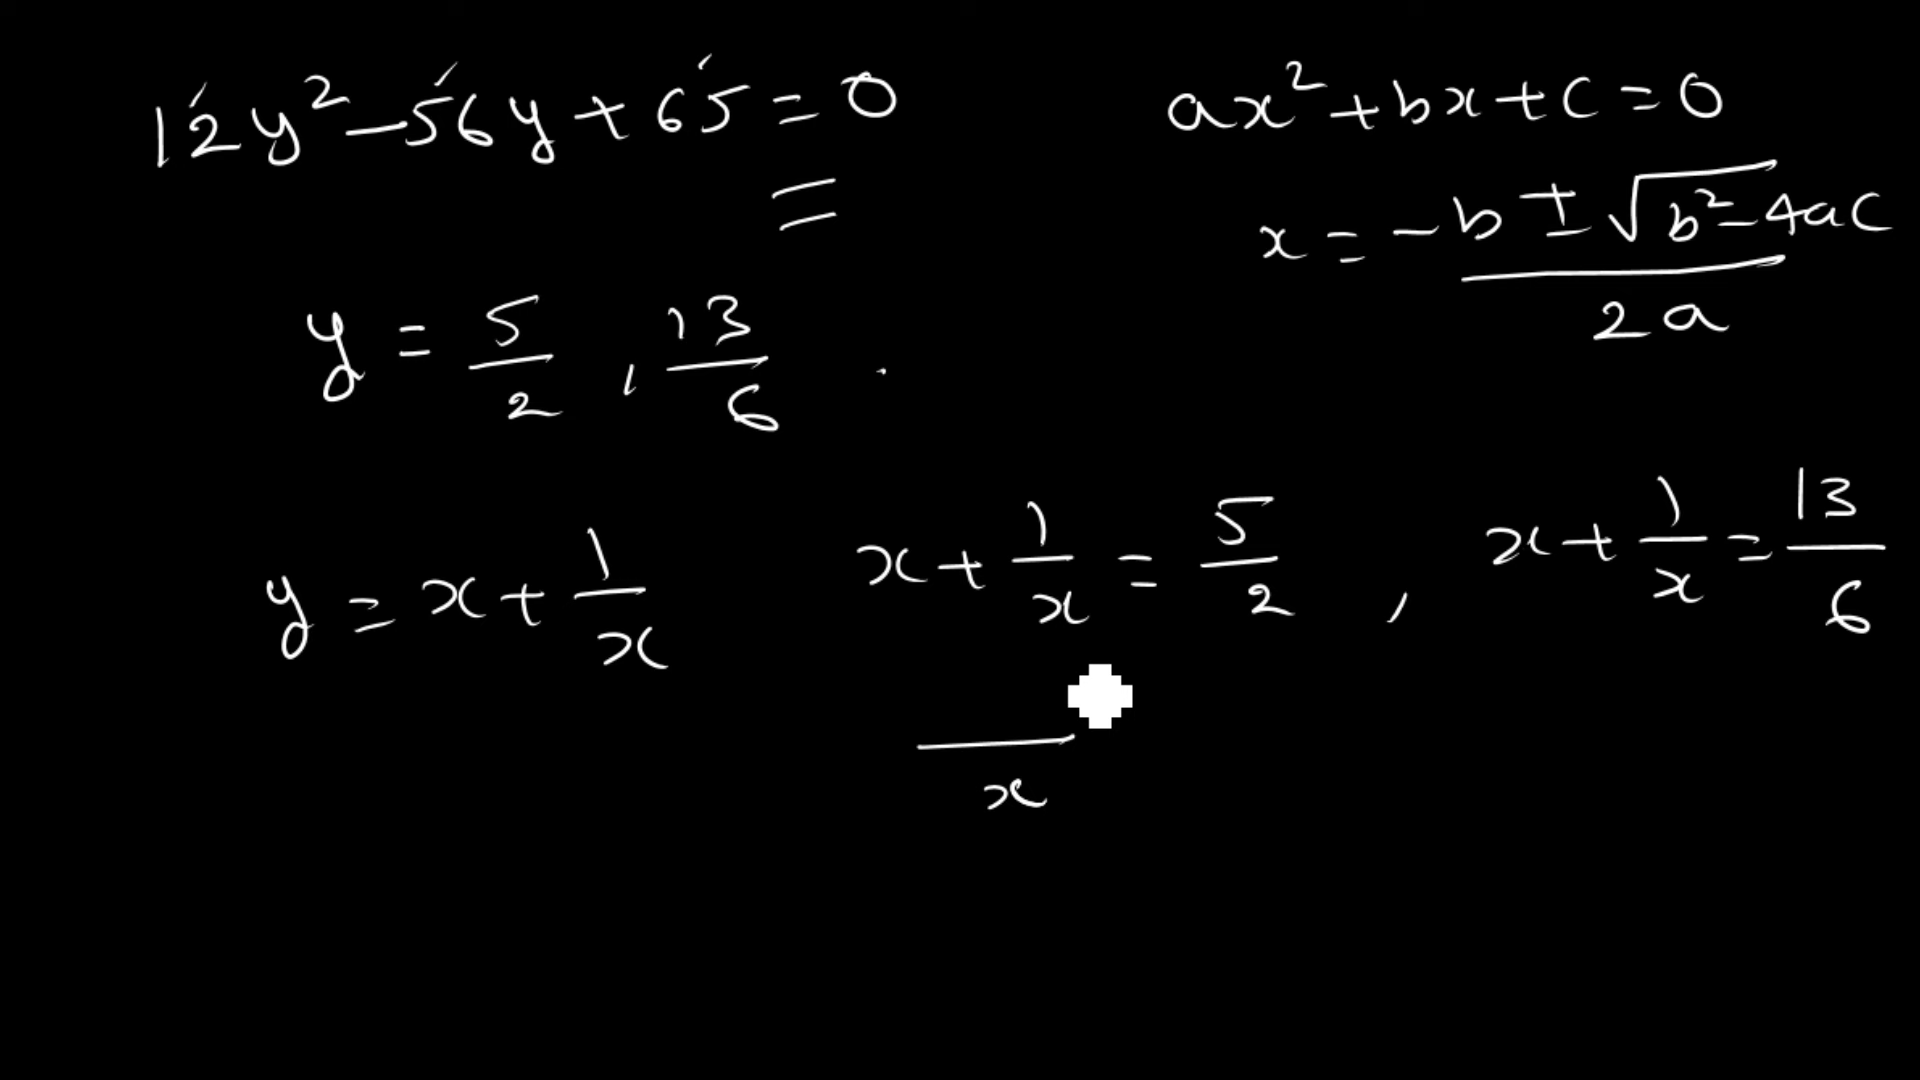 12y²-56y+65=0
ax²+bx+c=0
x = -b ± √b²-4ac
2a
y = 5/2 , 13/6 .
y = x + 1/x
x + 1/x = 5/2 , x + 1/x = 13/6
x